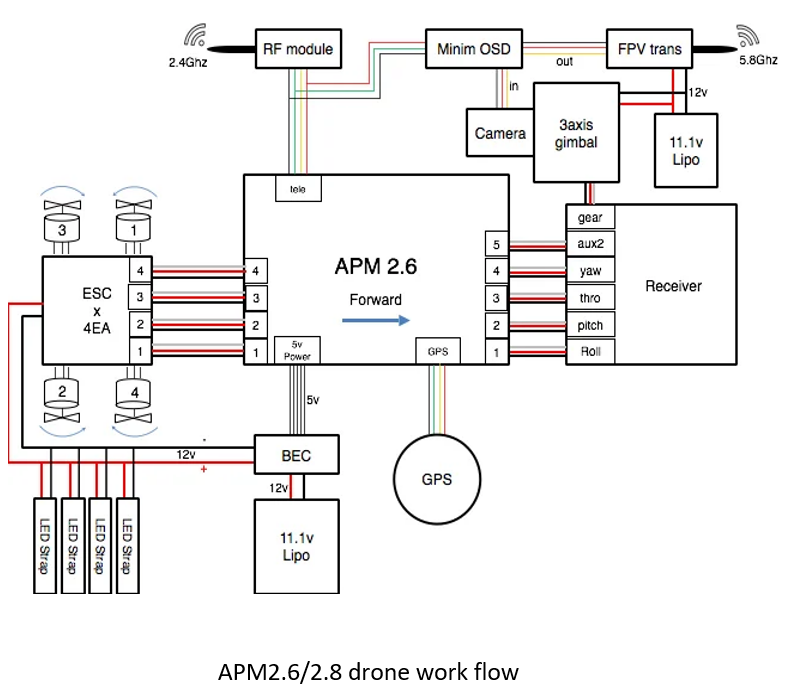 2.4Ghz
RF module
Minim OSD
out
FPV trans
5.8Ghz
in
12v
Camera
3axis
gimbal
11.1v
Lipo
tele
3
1
APM 2.6
Forward
ESC
x
4EA
4
3
2
1
4
3
2
1
5
4
3
2
1
gear
aux2
yaw
thro
pitch
Roll
Receiver
5v
Power
GPS
2
4
5v
-
12v
+
BEC
GPS
12v
11.1v
Lipo
LED Strap
LED Strap
LED Strap
LED Strap
APM2.6/2.8 drone work flow